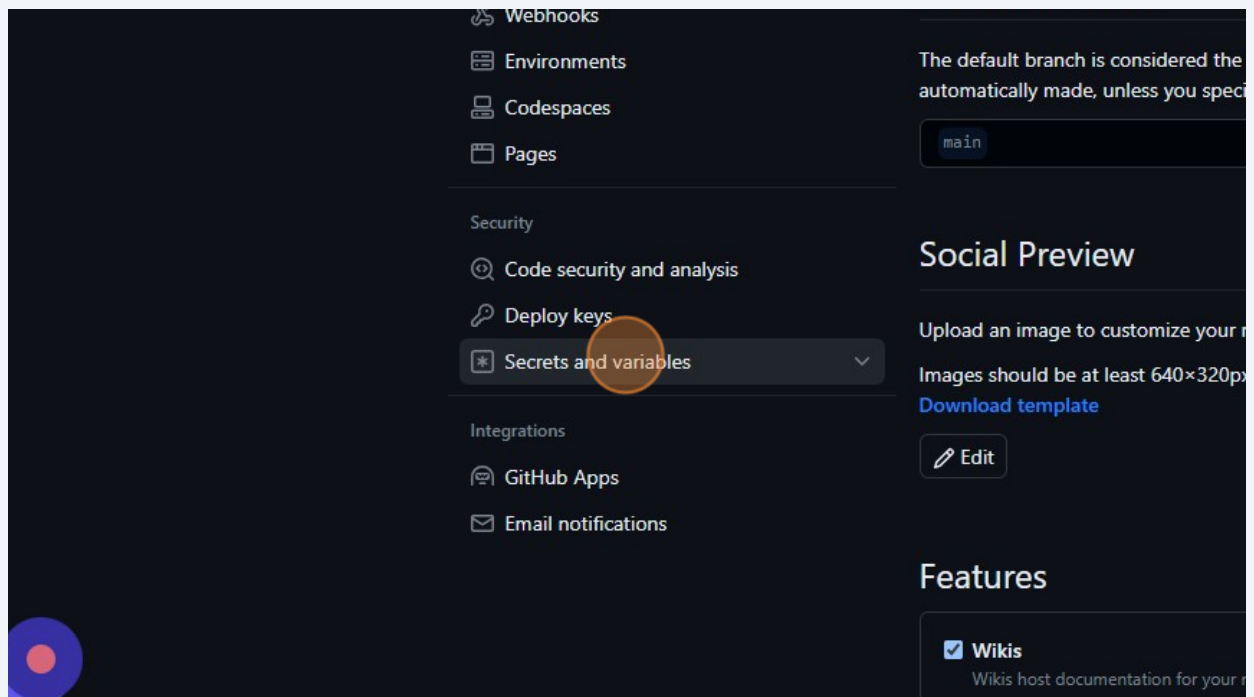 Webhooks
Environments
Codespaces
Pages
Security
Code security and analysis
Deploy keys
Secrets and variables
Integrations
GitHub Apps
Email notifications
The default branch is considered the
automatically made, unless you speci
main
Social Preview
Upload an image to customize your r
Images should be at least 640×320px
Download template
Edit
Features
Wikis
Wikis host documentation for your r